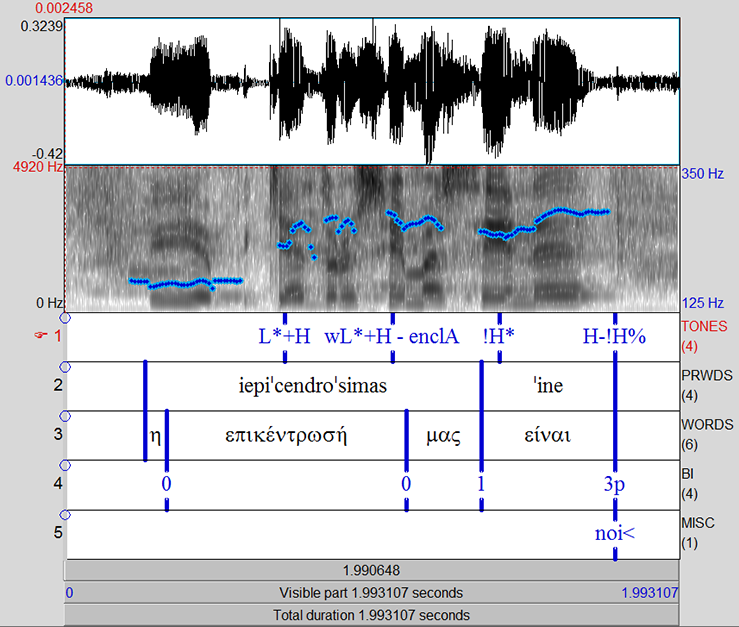 0.002458
0.3239
0.001436
-0.42
4920 Hz
350 Hz
0 Hz
125 Hz
1 L*+H wL*+H - enclA !H* H-!H% TONES (4)
2 iepi'cendro'simas 'ine PRWDS (4)
3 η επικέντρωσή μας είναι WORDS (6)
4 0 0 1 3p BI (4)
5 noi< MISC (1)
1.990648
0 Visible part 1.993107 seconds 1.993107
Total duration 1.993107 seconds